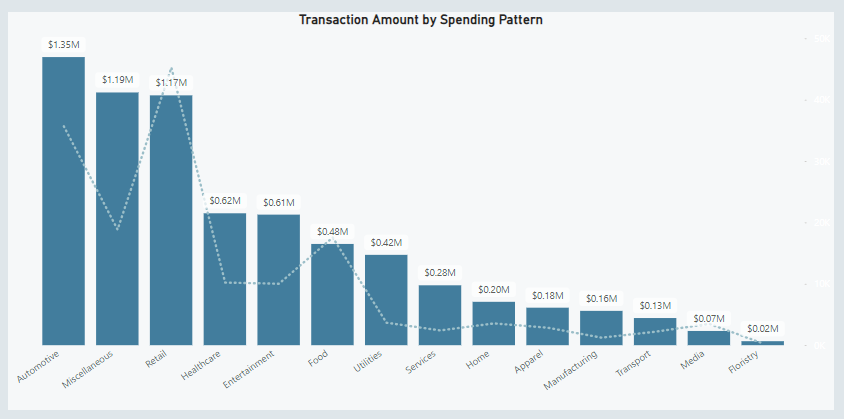 Transaction Amount by Spending Pattern
$1.35M
$1.19M
$1.17M
$0.62M
$0.61M
$0.48M
$0.42M
$0.28M
$0.20M
$0.18M
$0.16M
$0.13M
$0.07M
$0.02M
Automotive
Miscellaneous
Retail
Healthcare
Entertainment
Food
Utilities
Services
Home
Apparel
Manufacturing
Transport
Media
Floristry